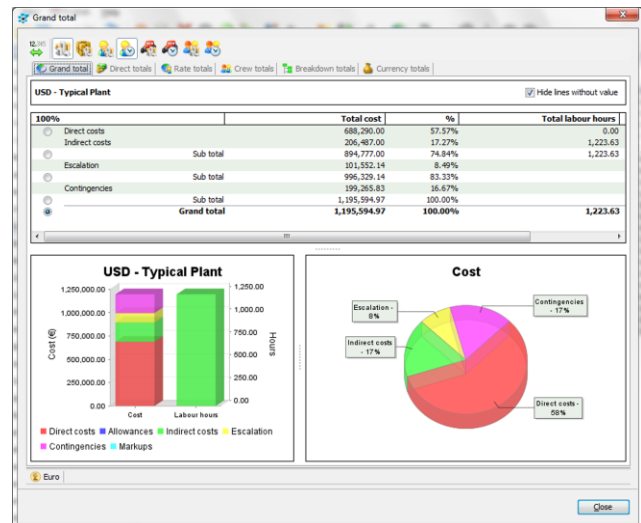 Grand total
Grand total Direct totals Rate totals Crew totals Breakdown totals Currency totals
USD - Typical Plant Hide lines without value
100% Total cost % Total labour hours
Direct costs 688,290.00 57.57% 0.00
Indirect costs 206,487.00 17.27% 1,223.63
Sub total 894,777.00 74.84% 1,223.63
Escalation 101,552.14 8.49%
Sub total 996,329.14 83.33%
Contingencies 199,265.83 16.67%
Sub total 1,195,594.97 100.00%
Grand total 1,195,594.97 100.00% 1,223.63
USD - Typical Plant
1,250,000.00 1,250.00
1,000,000.00 1,000.00
750,000.00 750.00
500,000.00 500.00
250,000.00 250.00
0.00 0.00
Cost (€)
Hours
Cost Labour hours
Direct costs Allowances Indirect costs Escalation
Contingencies Markups
Cost
Escalation -
8%
Contingencies
- 17%
Indirect costs
- 17%
Direct costs -
58%
Euro
Close